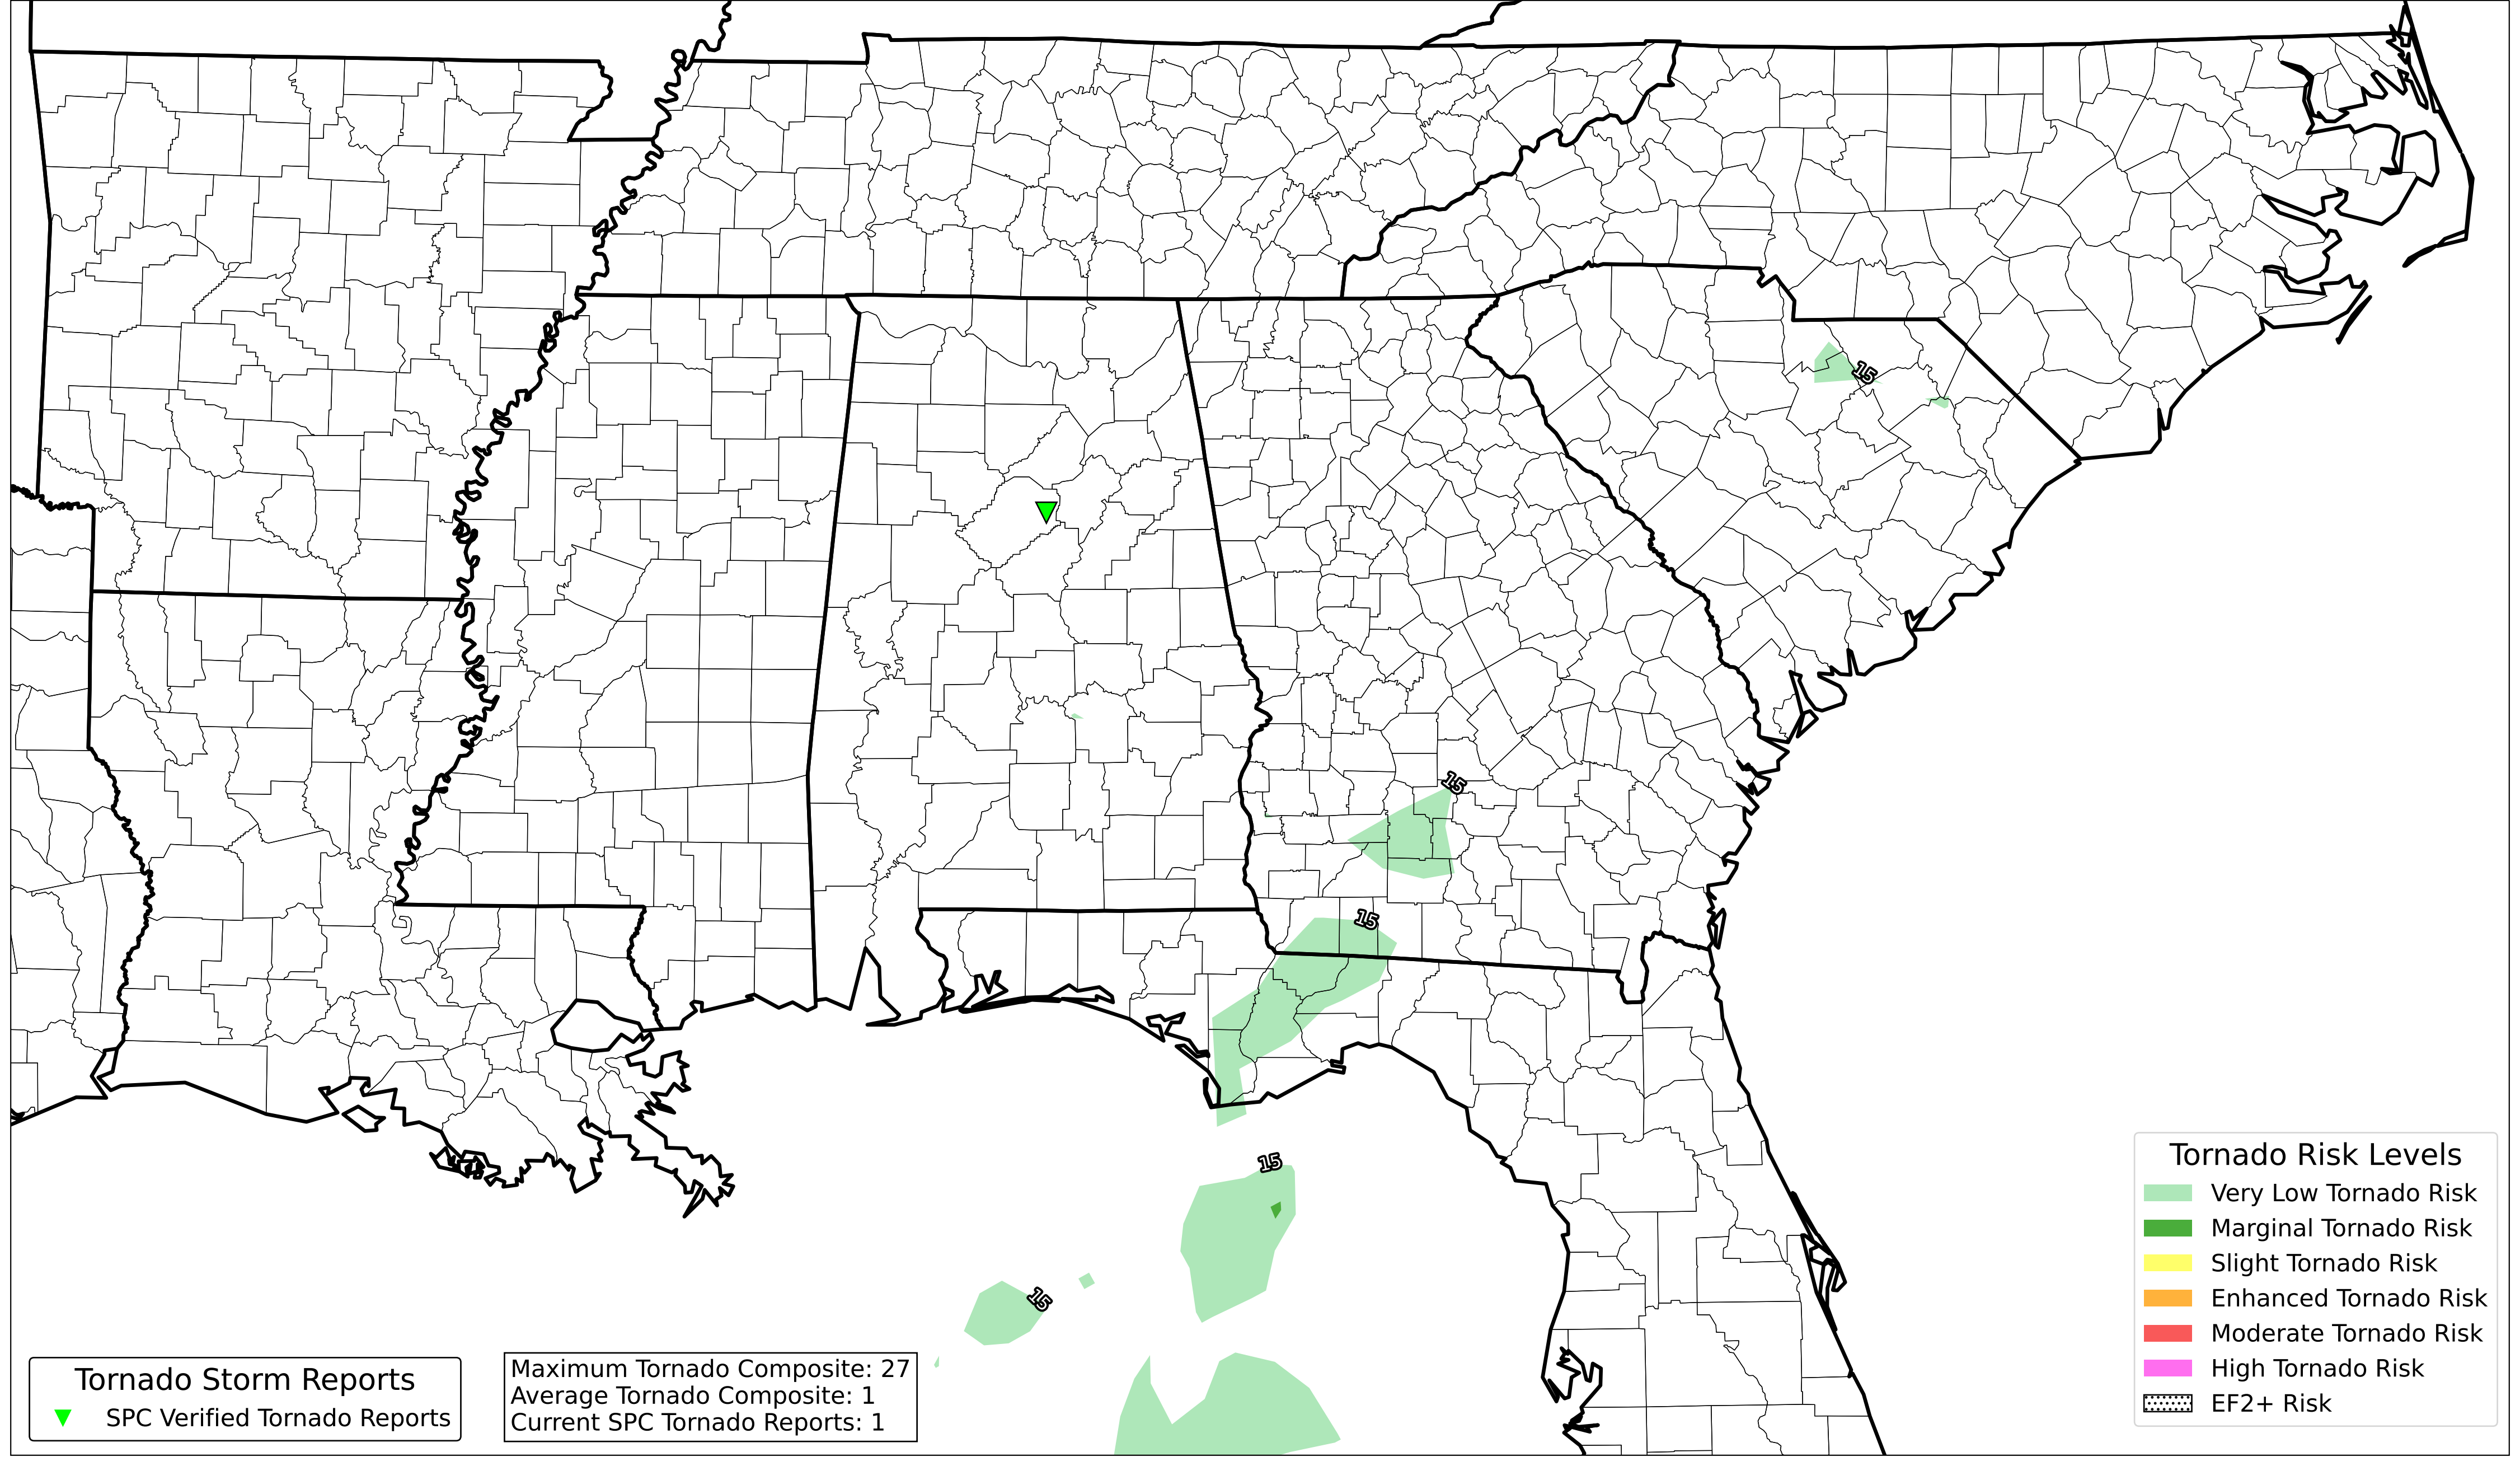 15
15
15
15
15
Tornado Risk Levels
Very Low Tornado Risk
Marginal Tornado Risk
Slight Tornado Risk
Enhanced Tornado Risk
Moderate Tornado Risk
High Tornado Risk
EF2+ Risk
Tornado Storm Reports
SPC Verified Tornado Reports
Maximum Tornado Composite: 27
Average Tornado Composite: 1
Current SPC Tornado Reports: 1